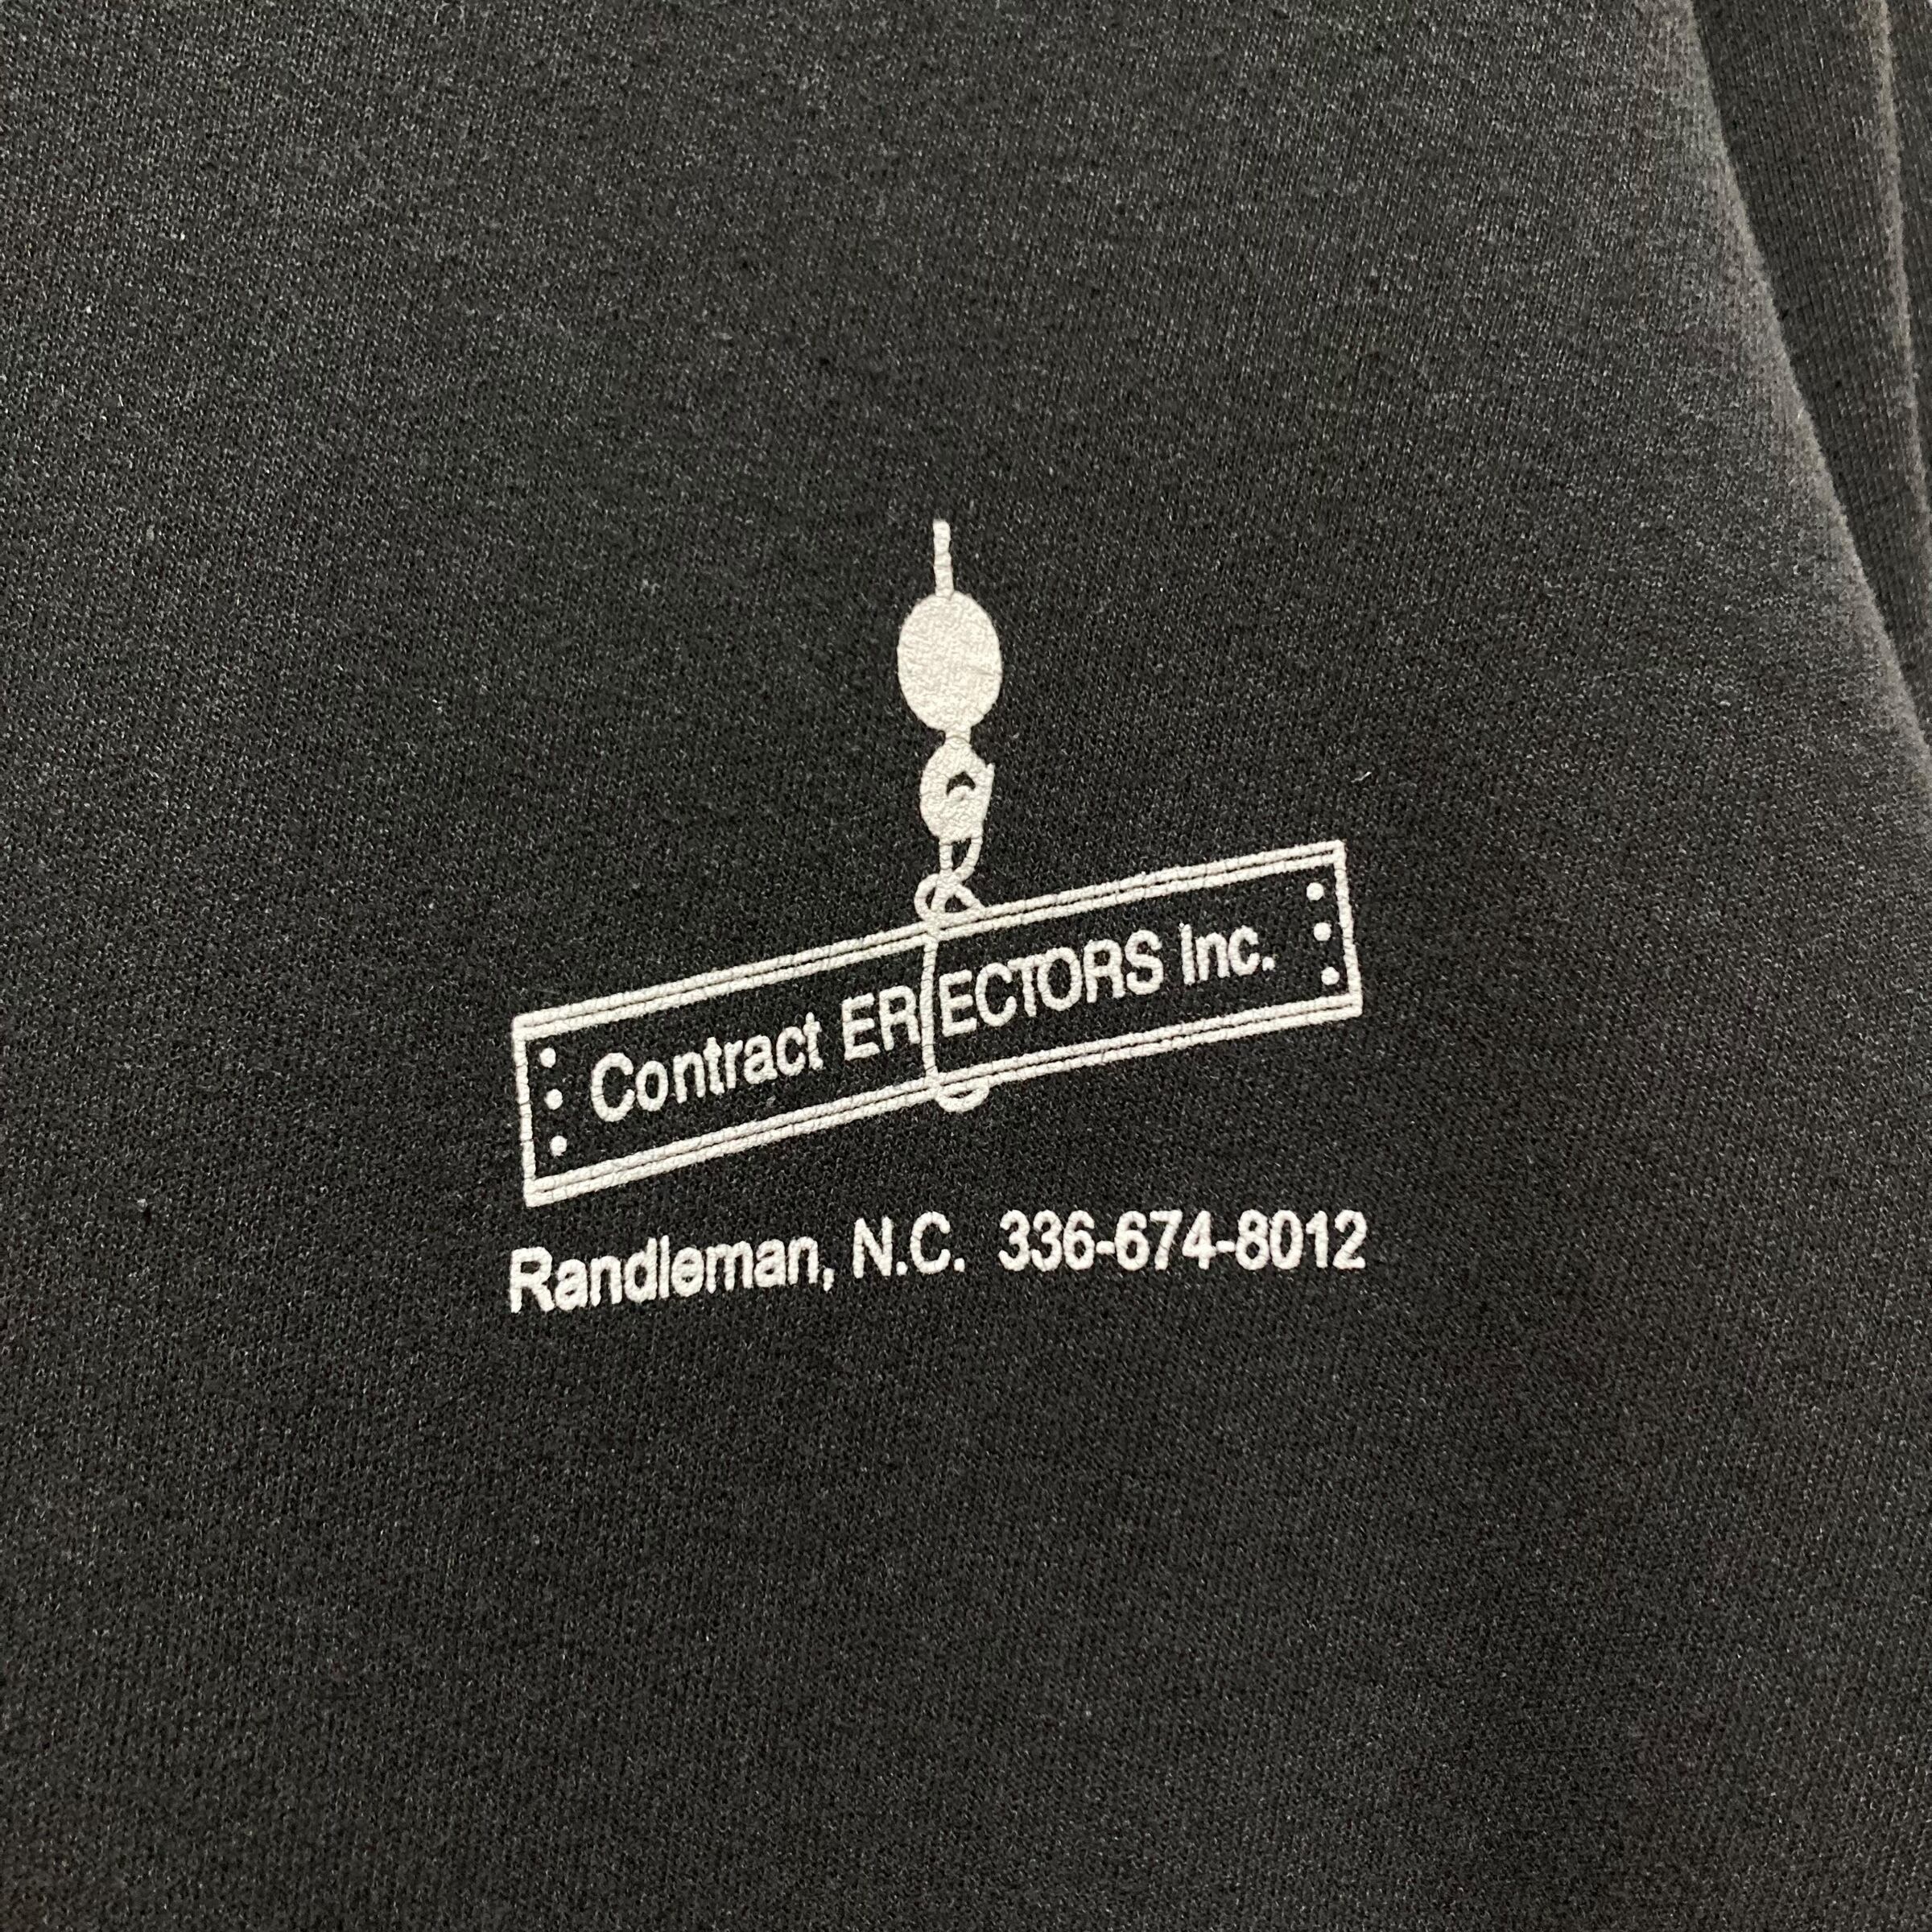 Contract ERECTORS Inc.
Randleman, N.C. 336-674-8012